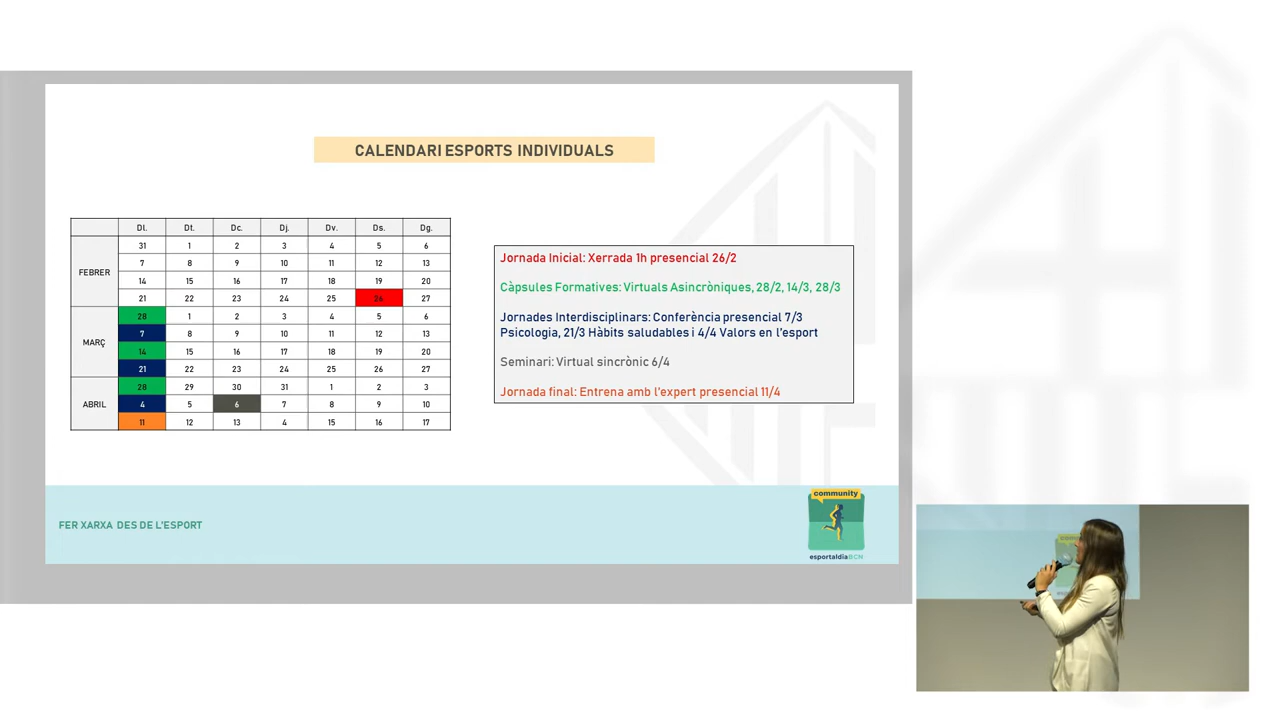 CALENDARI ESPORTS INDIVIDUALS
Dl. Dt. Dc. Dj. Dv. Ds. Dg.
FEBRER
31 1 2 3 4 5 6
7 8 9 10 11 12 13
14 15 16 17 18 19 20
21 22 23 24 25 26 27
MARÇ
28 1 2 3 4 5 6
7 8 9 10 11 12 13
14 15 16 17 18 19 20
21 22 23 24 25 26 27
ABRIL
28 29 30 31 1 2 3
4 5 6 7 8 9 10
11 12 13 4 15 16 17
Jornada Inicial: Xerrada 1h presencial 26/2
Càpsules Formatives: Virtuals Asincròniques, 28/2, 14/3, 28/3
Jornades Interdisciplinars: Conferència presencial 7/3
Psicologia, 21/3 Hàbits saludables i 4/4 Valors en l'esport
Seminari: Virtual sincrònic 6/4
Jornada final: Entrena amb l'expert presencial 11/4
FER XARXA DES DE L'ESPORT
community
esportaldiaBCN